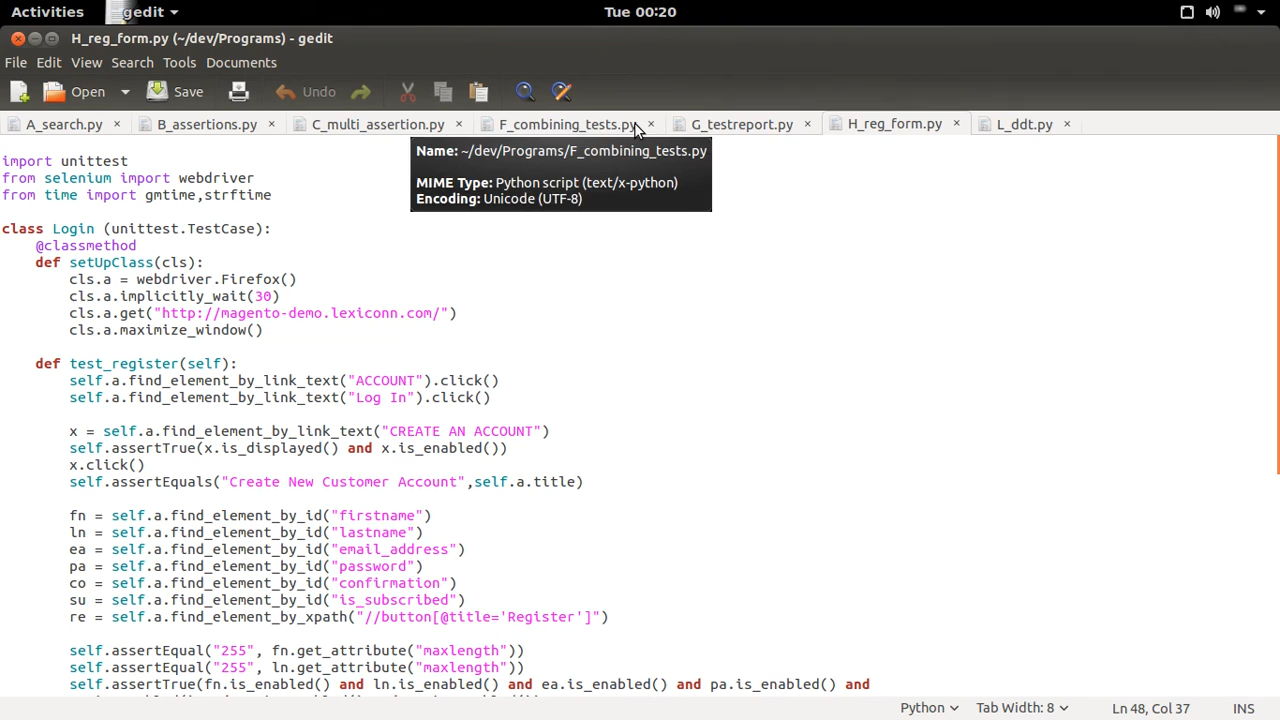 Activities gedit Tue 00:20
H_reg_form.py (~/dev/Programs) - gedit
File Edit View Search Tools Documents
Open Save Undo
A_search.py × B_assertions.py × C_multi_assertion.py × F_combining_tests.py × G_testreport.py × H_reg_form.py × L_ddt.py ×
Name: ~/dev/Programs/F_combining_tests.py
MIME Type: Python script (text/x-python)
Encoding: Unicode (UTF-8)
import unittest
from selenium import webdriver
from time import gmtime,strftime
class Login (unittest.TestCase):
@classmethod
def setUpClass(cls):
cls.a = webdriver.Firefox()
cls.a.implicitly_wait(30)
cls.a.get("http://magento-demo.lexiconn.com/")
cls.a.maximize_window()
def test_register(self):
self.a.find_element_by_link_text("ACCOUNT").click()
self.a.find_element_by_link_text("Log In").click()
x = self.a.find_element_by_link_text("CREATE AN ACCOUNT")
self.assertTrue(x.is_displayed() and x.is_enabled())
x.click()
self.assertEquals("Create New Customer Account",self.a.title)
fn = self.a.find_element_by_id("firstname")
ln = self.a.find_element_by_id("lastname")
ea = self.a.find_element_by_id("email_address")
pa = self.a.find_element_by_id("password")
co = self.a.find_element_by_id("confirmation")
su = self.a.find_element_by_id("is_subscribed")
re = self.a.find_element_by_xpath("//button[@title='Register']")
self.assertEqual("255", fn.get_attribute("maxlength"))
self.assertEqual("255", ln.get_attribute("maxlength"))
self.assertTrue(fn.is_enabled() and ln.is_enabled() and ea.is_enabled() and pa.is_enabled() and
Python Tab Width: 8 Ln 48, Col 37 INS